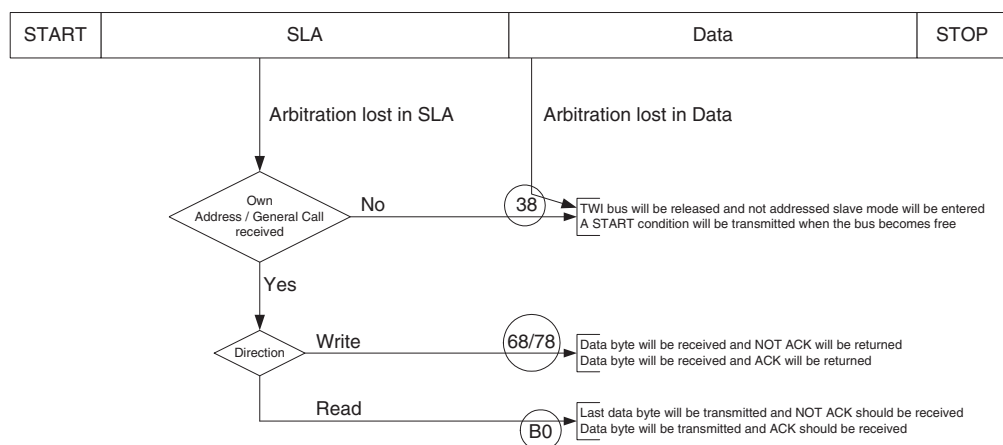 START SLA Data STOP
Arbitration lost in SLA Arbitration lost in Data
Own
Address / General Call
received
No 38
TWI bus will be released and not addressed slave mode will be entered
A START condition will be transmitted when the bus becomes free
Yes
Direction
Write 68/78
Data byte will be received and NOT ACK will be returned
Data byte will be received and ACK will be returned
Read B0
Last data byte will be transmitted and NOT ACK should be received
Data byte will be transmitted and ACK should be received